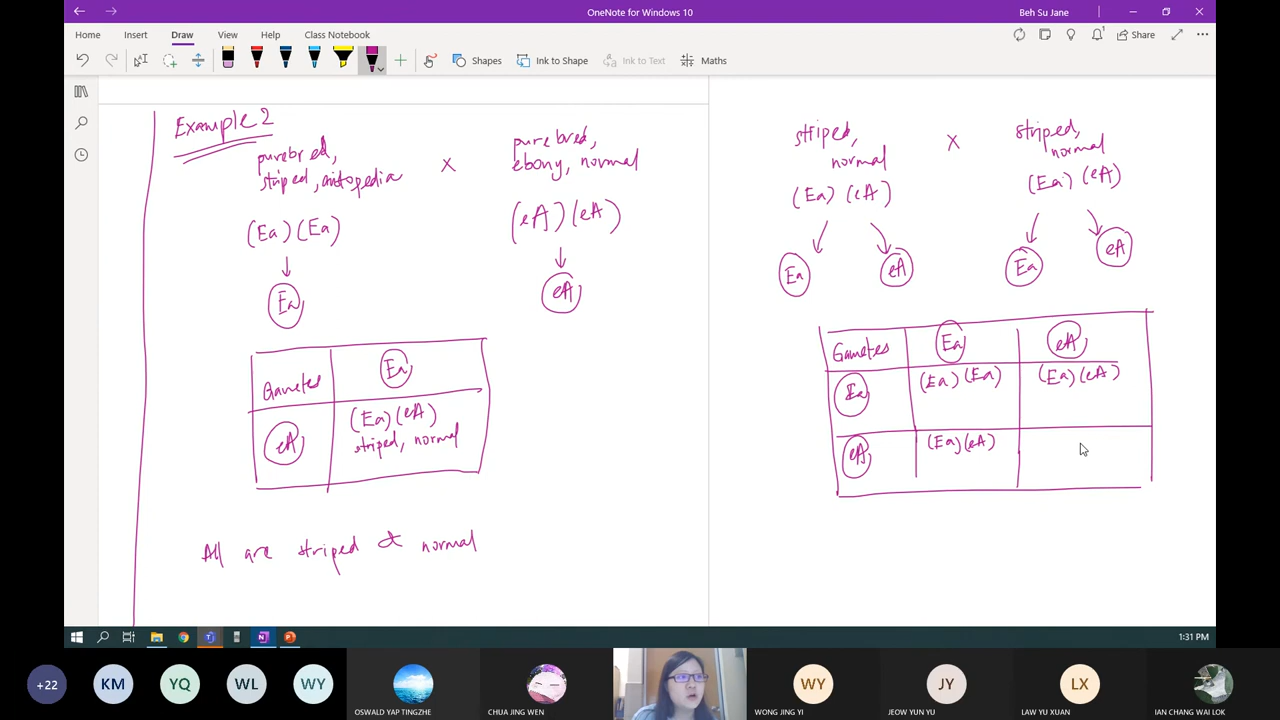 OneNote for Windows 10
Beh Su Jane
Home Insert Draw View Help Class Notebook
Share
Shapes Ink to Shape Ink to Text Maths
Example 2
purebred,
striped, aristopedia
X
purebred,
ebony, normal
(Ea)(Ea)
(eA)(eA)
Ea
eA
Gametes Ea
eA (Ea)(eA)
striped, normal
All are striped & normal
striped,
normal
X
striped,
normal
(Ea)(eA)
(Ea)(eA)
Ea eA Ea eA
Gametes Ea eA
Ea (Ea)(Ea) (Ea)(eA)
eA (Ea)(eA)
1:31 PM
+22 KM YQ WL WY OSWALD YAP TINGZHE CHUA JING WEN WY WONG JING YI JY JEOW YUN YU LX LAW YU XUAN IAN CHANG WAI LOK